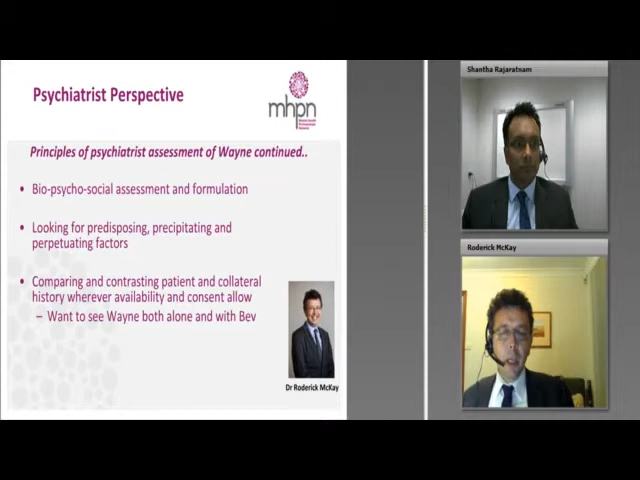 Psychiatrist Perspective
mhpn
Principles of psychiatrist assessment of Wayne continued..
• Bio-psycho-social assessment and formulation
• Looking for predisposing, precipitating and
perpetuating factors
• Comparing and contrasting patient and collateral
history wherever availability and consent allow
– Want to see Wayne both alone and with Bev
Dr Roderick McKay
Shantha Rajaratnam
Roderick McKay